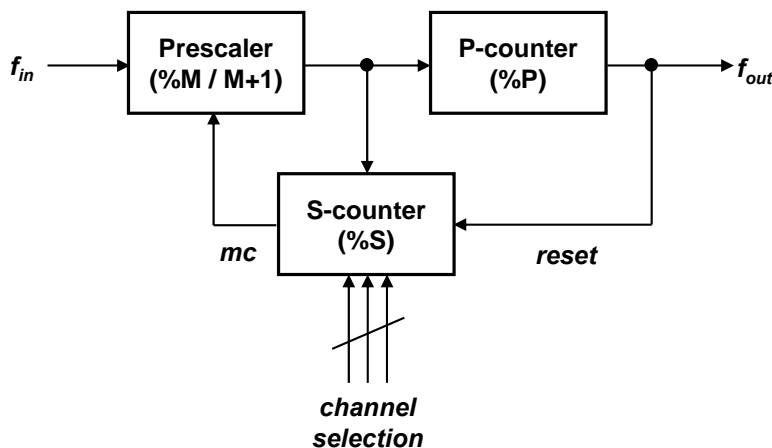 Prescaler
(%M / M+1)
P-counter
(%P)
f_in
f_out
S-counter
(%S)
mc
reset
channel
selection